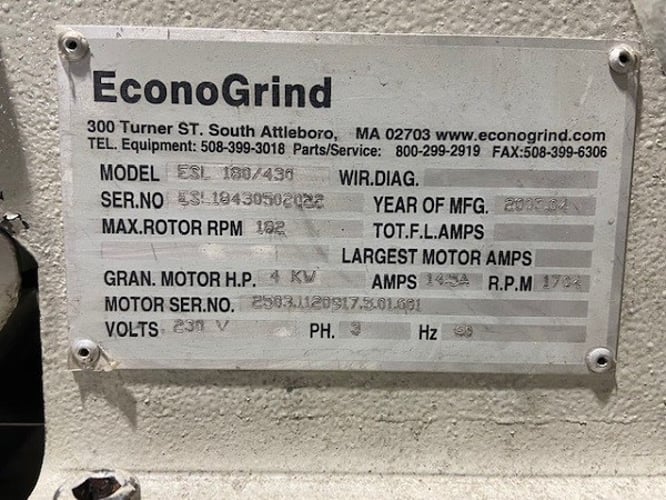 EconoGrind
300 Turner ST. South Attleboro, MA 02703 www.econogrind.com
TEL. Equipment: 508-399-3018 Parts/Service: 800-299-2919 FAX:508-399-6306
MODEL ESL 180/430 WIR.DIAG.
SER.NO YEAR OF MFG.
MAX.ROTOR RPM 182 TOT.F.L.AMPS
LARGEST MOTOR AMPS
GRAN. MOTOR H.P. 4 KW AMPS 14.5A R.P.M
MOTOR SER.NO.
VOLTS 230 V PH. 3 Hz 60